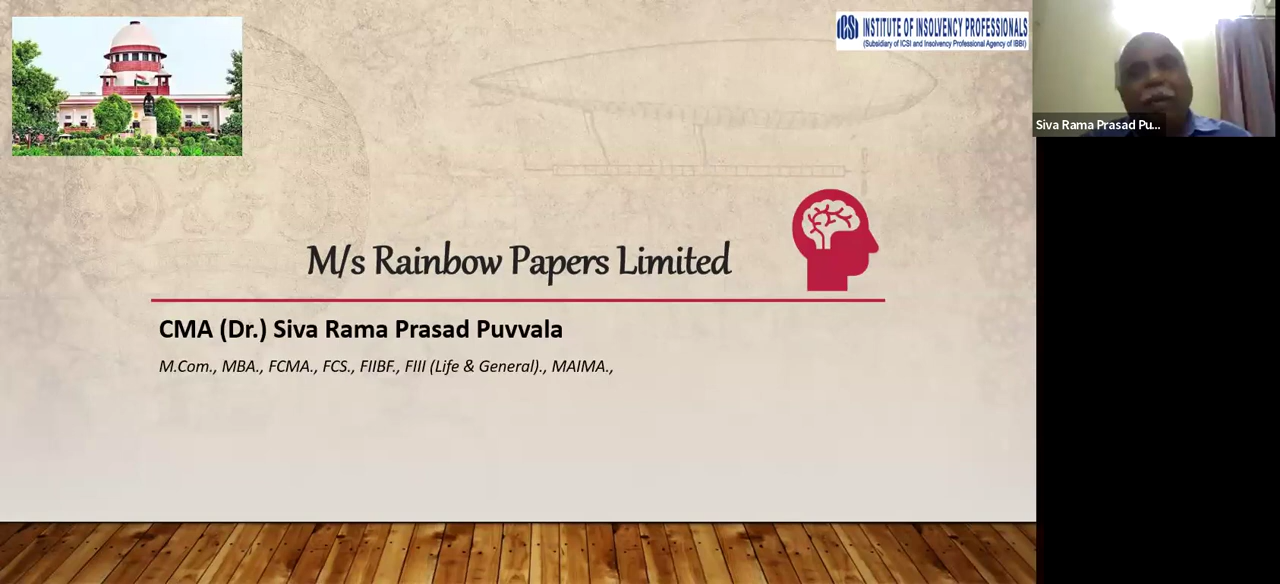 ICSI INSTITUTE OF INSOLVENCY PROFESSIONALS
(Subsidiary of ICSI and Insolvency Professional Agency of IBBI)
Siva Rama Prasad Pu...
M/s Rainbow Papers Limited
CMA (Dr.) Siva Rama Prasad Puvvala
M.Com., MBA., FCMA., FCS., FIIBF., FIII (Life & General)., MAIMA.,